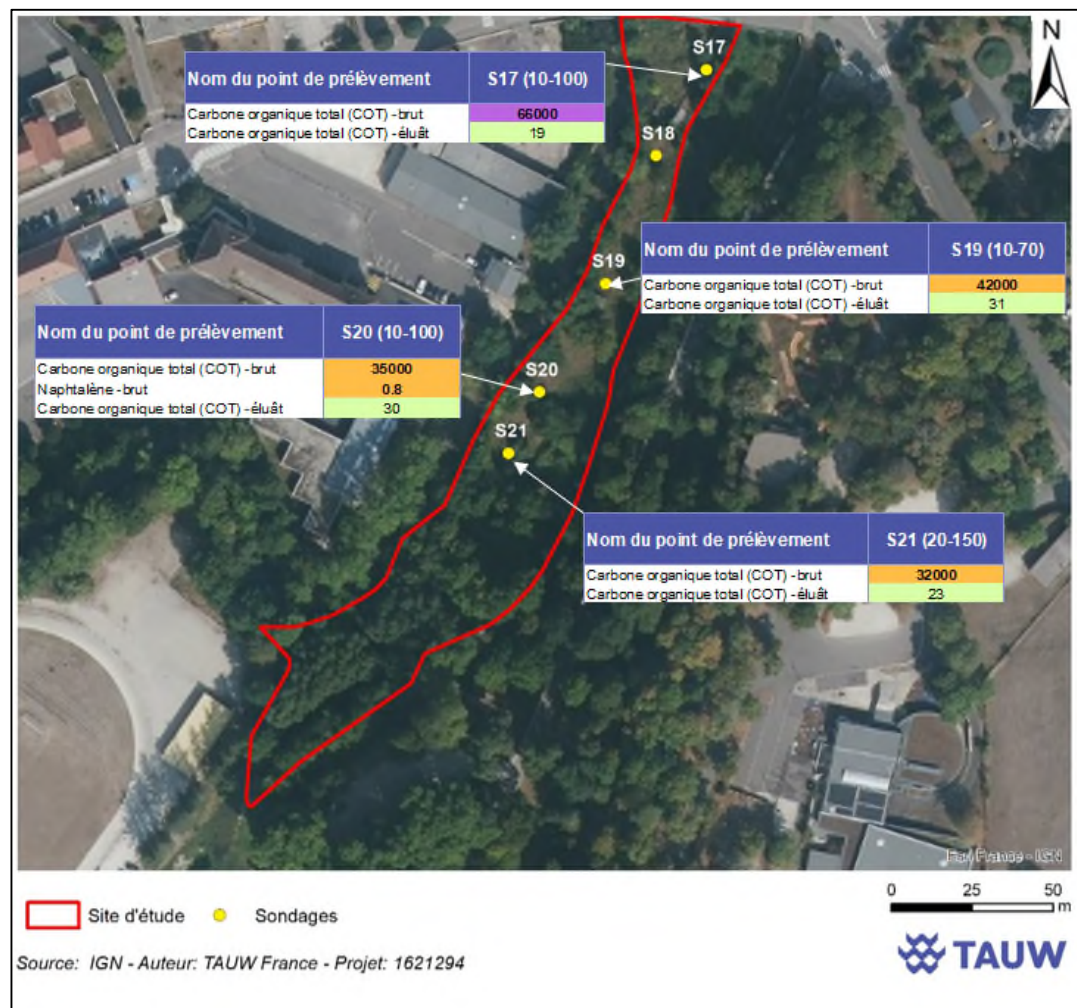 N
S17
Nom du point de prélèvement S17 (10-100)
Carbone organique total (COT) -brut 66000
Carbone organique total (COT) -éluât 19
S18
Nom du point de prélèvement S19 (10-70)
Carbone organique total (COT) -brut 42000
Carbone organique total (COT) -éluât 31
S19
Nom du point de prélèvement S20 (10-100)
Carbone organique total (COT) -brut 35000
Naphtalène -brut 0.8
Carbone organique total (COT) -éluât 30
S20
S21
Nom du point de prélèvement S21 (20-150)
Carbone organique total (COT) -brut 32000
Carbone organique total (COT) -éluât 23
Esri France - IGN
Site d'étude Sondages
0 25 50
m
Source: IGN - Auteur: TAUW France - Projet: 1621294
TAUW